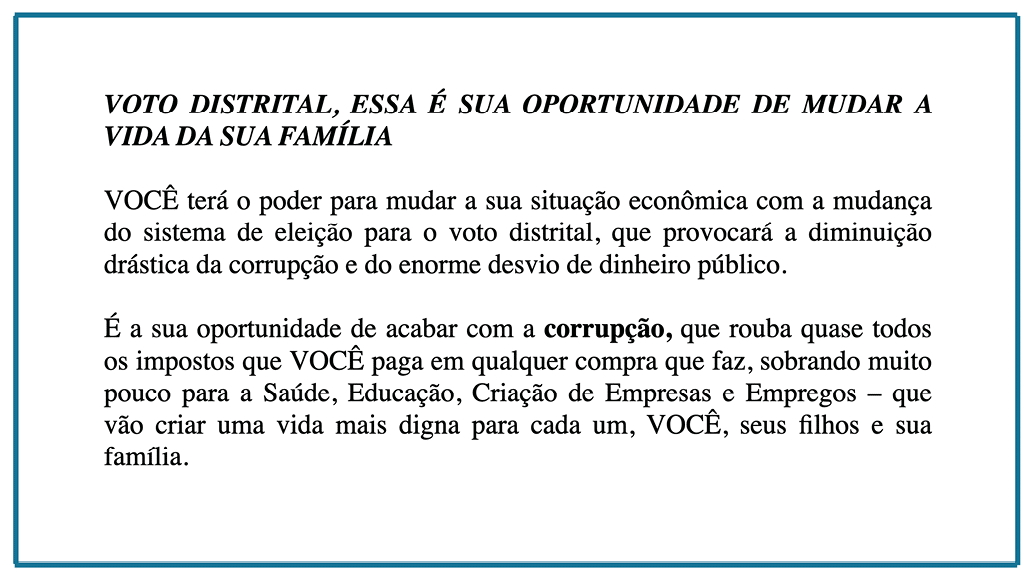 VOTO DISTRITAL, ESSA É SUA OPORTUNIDADE DE MUDAR A
VIDA DA SUA FAMÍLIA
VOCÊ terá o poder para mudar a sua situação econômica com a mudança
do sistema de eleição para o voto distrital, que provocará a diminuição
drástica da corrupção e do enorme desvio de dinheiro público.
É a sua oportunidade de acabar com a corrupção, que rouba quase todos
os impostos que VOCÊ paga em qualquer compra que faz, sobrando muito
pouco para a Saúde, Educação, Criação de Empresas e Empregos – que
vão criar uma vida mais digna para cada um, VOCÊ, seus filhos e sua
família.